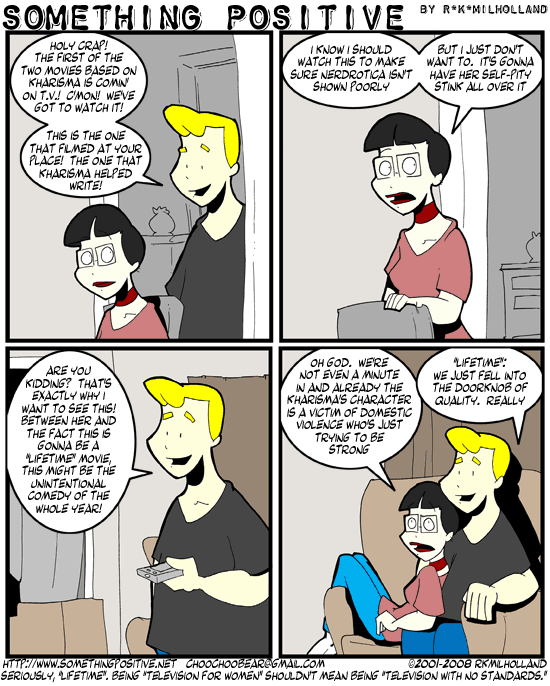 SOMETHING POSITIVE BY R*K*MILHOLLAND
HOLY CRAP!
THE FIRST OF THE
TWO MOVIES BASED ON
KHARISMA IS COMIN'
ON T.V.! C'MON! WE'VE
GOT TO WATCH IT!
THIS IS THE ONE
THAT FILMED AT YOUR
PLACE! THE ONE THAT
KHARISMA HELPED
WRITE!
I KNOW I SHOULD
WATCH THIS TO MAKE
SURE NERDROTICA ISN'T
SHOWN POORLY
BUT I JUST DON'T
WANT TO. IT'S GONNA
HAVE HER SELF-PITY
STINK ALL OVER IT
ARE YOU
KIDDING? THAT'S
EXACTLY WHY I
WANT TO SEE THIS!
BETWEEN HER AND
THE FACT THIS IS
GONNA BE A
"LIFETIME" MOVIE,
THIS MIGHT BE THE
UNINTENTIONAL
COMEDY OF THE
WHOLE YEAR!
OH GOD. WE'RE
NOT EVEN A MINUTE
IN AND ALREADY THE
KHARISMA'S CHARACTER
IS A VICTIM OF DOMESTIC
VIOLENCE WHO'S JUST
TRYING TO BE
STRONG
"LIFETIME":
WE JUST FELL INTO
THE DOORKNOB OF
QUALITY. REALLY
HTTP://WWW.SOMETHINGPOSITIVE.NET CHOOCHOOBEAR@GMAIL.COM ©2001-2008 RKMILHOLLAND
SERIOUSLY, "LIFETIME". BEING "TELEVISION FOR WOMEN" SHOULDN'T MEAN BEING "TELEVISION WITH NO STANDARDS."